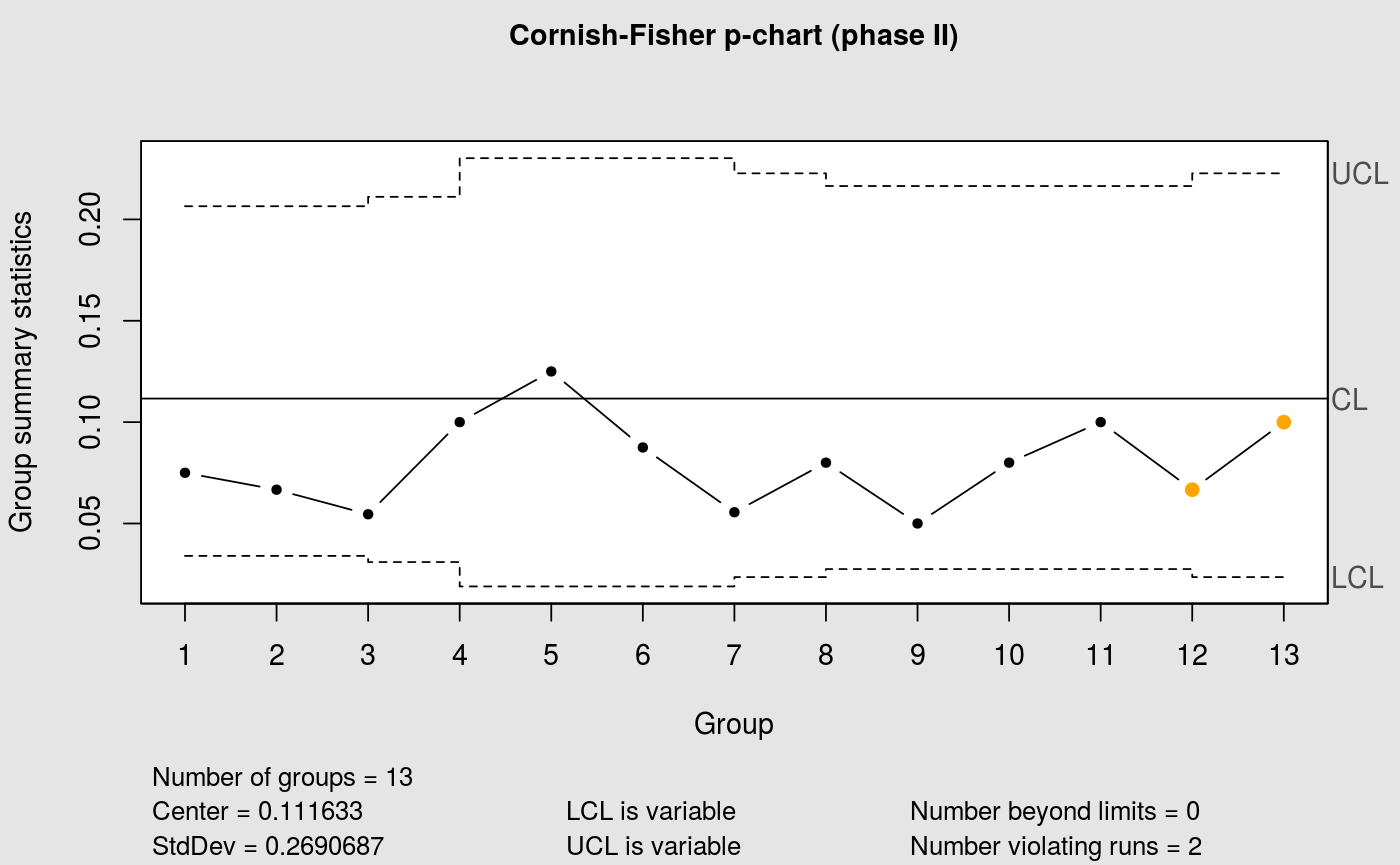 Cornish-Fisher p-chart (phase II)
Group summary statistics
0.20
0.15
0.10
0.05
UCL
CL
LCL
1 2 3 4 5 6 7 8 9 10 11 12 13
Group
Number of groups = 13
Center = 0.111633 LCL is variable Number beyond limits = 0
StdDev = 0.2690687 UCL is variable Number violating runs = 2